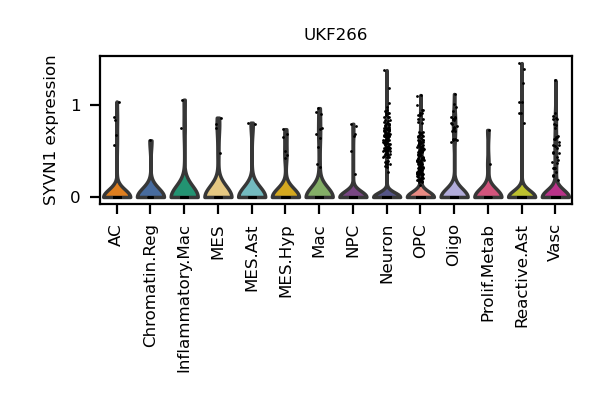 UKF266
SYVN1 expression
1
0
AC
Chromatin.Reg
Inflammatory.Mac
MES
MES.Ast
MES.Hyp
Mac
NPC
Neuron
OPC
Oligo
Prolif.Metab
Reactive.Ast
Vasc